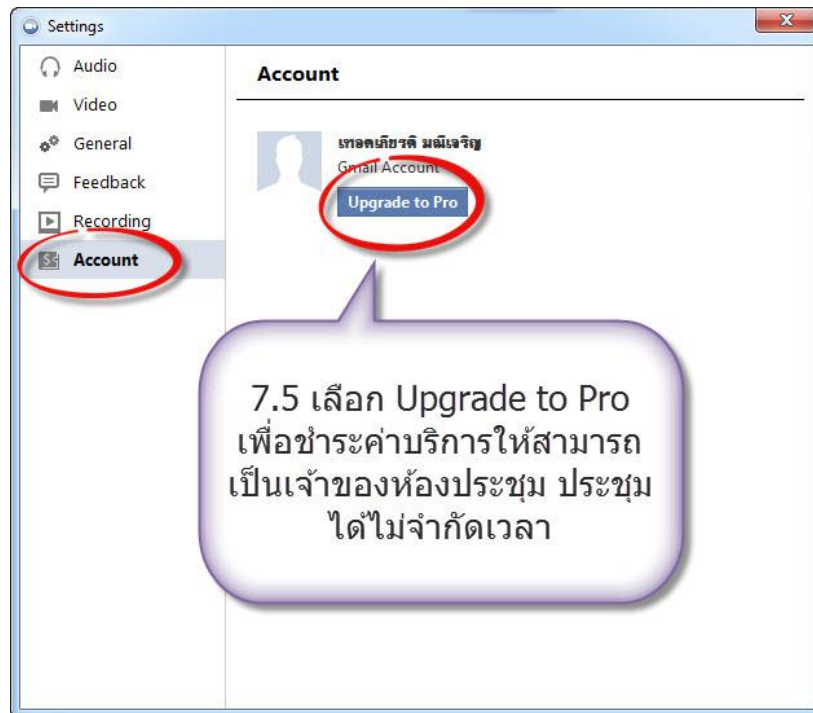 Settings
Audio
Account
Video
General
เทอดเกียรติ มณีเจริญ
Gmail Account
Feedback
Upgrade to Pro
Recording
Account
7.5 เลือก Upgrade to Pro
เพื่อชำระค่าบริการให้สามารถ
เป็นเจ้าของห้องประชุม ประชุม
ได้ไม่จำกัดเวลา